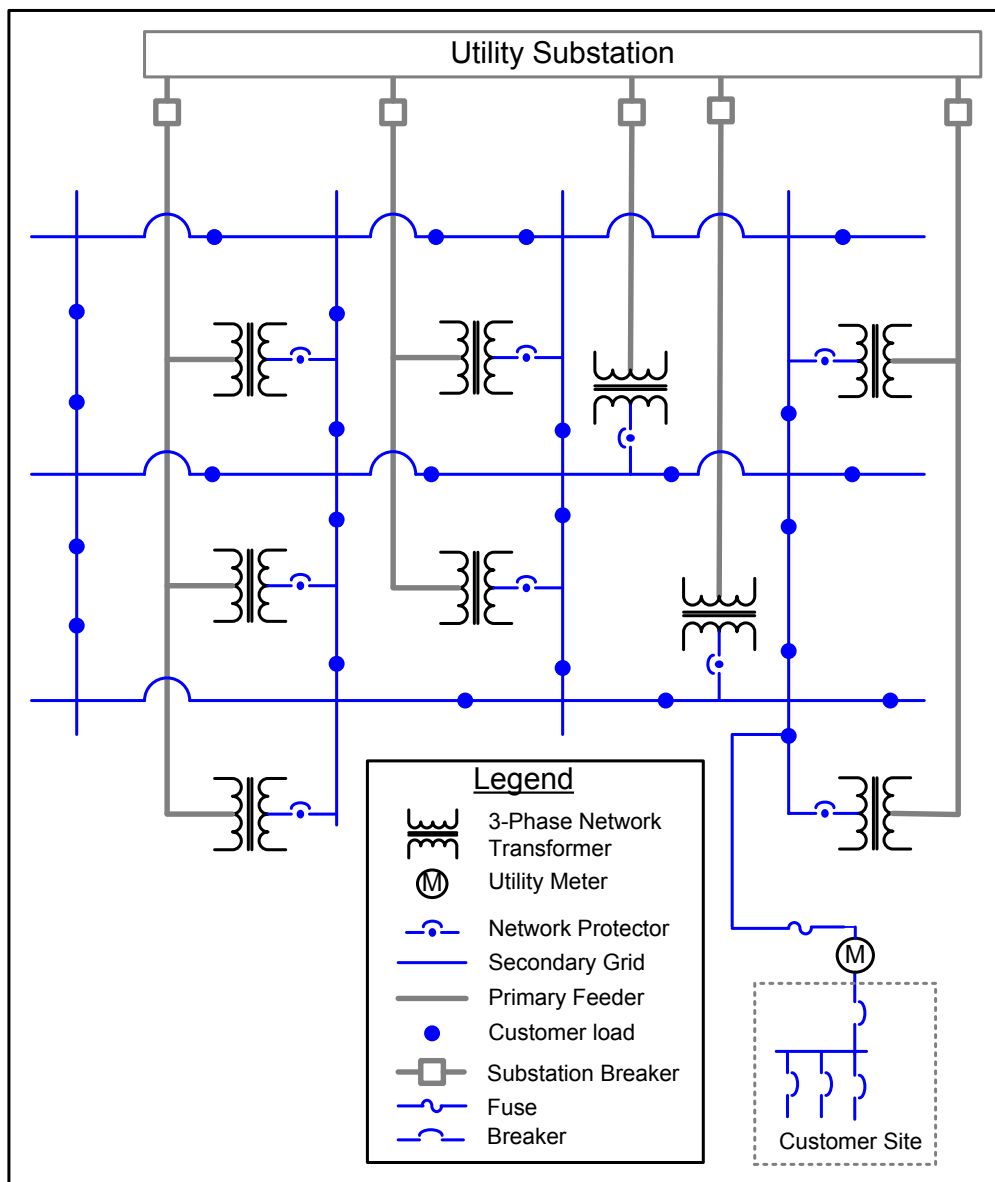 Utility Substation
Legend
3-Phase Network
Transformer
M
Utility Meter
Network Protector
Secondary Grid
Primary Feeder
Customer load
Substation Breaker
Fuse
Breaker
M
Customer Site